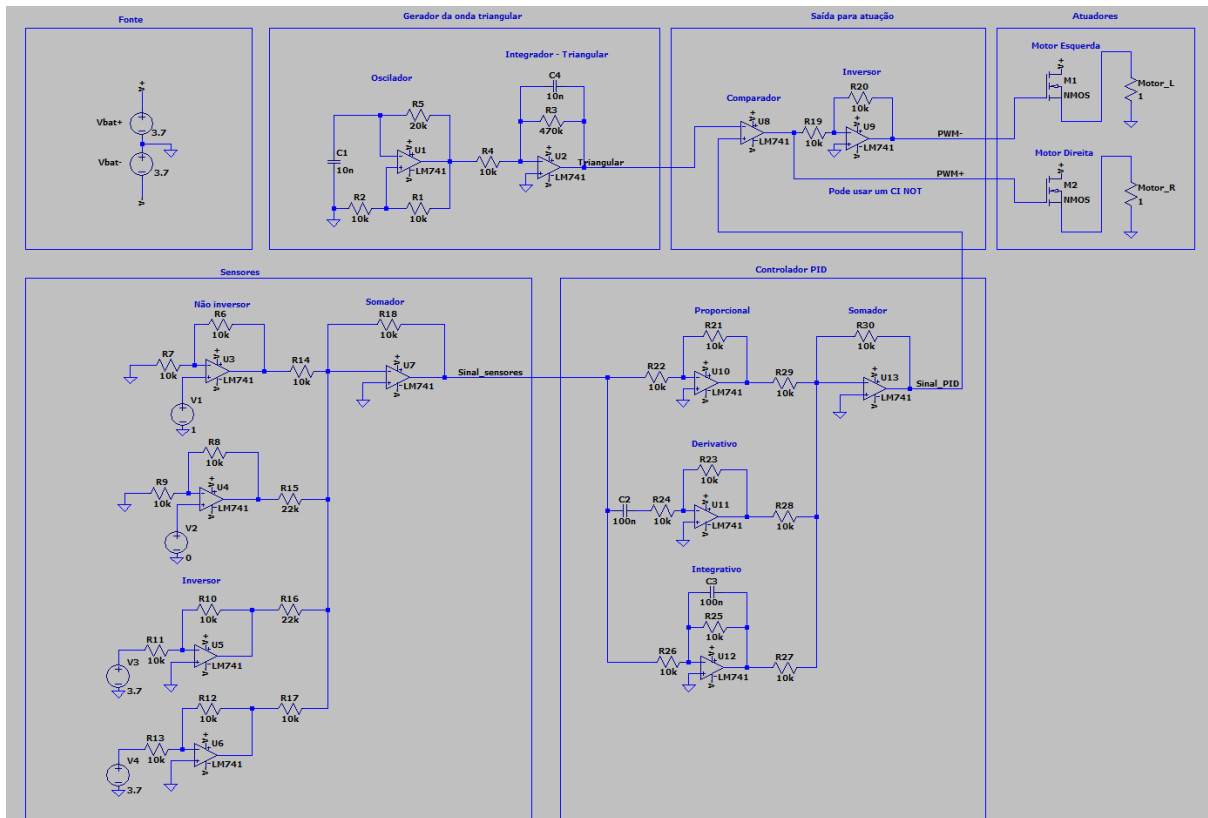 Fonte
Vbat+
3.7
Vbat-
3.7
+A
-A
Gerador da onda triangular
Integrador - Triangular
Oscilador
C4
10n
R5
20k
R3
470k
C1
10n
U1
LM741
R4
10k
U2
LM741
Triangular
R2
10k
R1
10k
Saída para atuação
Inversor
R20
10k
Comparador
U8
LM741
R19
10k
U9
LM741
PWM-
PWM+
Pode usar um CI NOT
Atuadores
Motor Esquerda
M1
NMOS
Motor_L
1
Motor Direita
M2
NMOS
Motor_R
1
Sensores
Não inversor
R6
10k
R7
10k
U3
LM741
V1
1
R14
10k
Somador
R18
10k
U7
LM741
Sinal_sensores
R8
10k
R9
10k
U4
LM741
V2
0
R15
22k
Inversor
R10
10k
R11
10k
U5
LM741
V3
3.7
R16
22k
R12
10k
R13
10k
U6
LM741
V4
3.7
R17
10k
Controlador PID
Proporcional
R21
10k
R22
10k
U10
LM741
R29
10k
Somador
R30
10k
U13
LM741
Sinal_PID
Derivativo
R23
10k
C2
100n
R24
10k
U11
LM741
R28
10k
Integrativo
C3
100n
R25
10k
R26
10k
U12
LM741
R27
10k